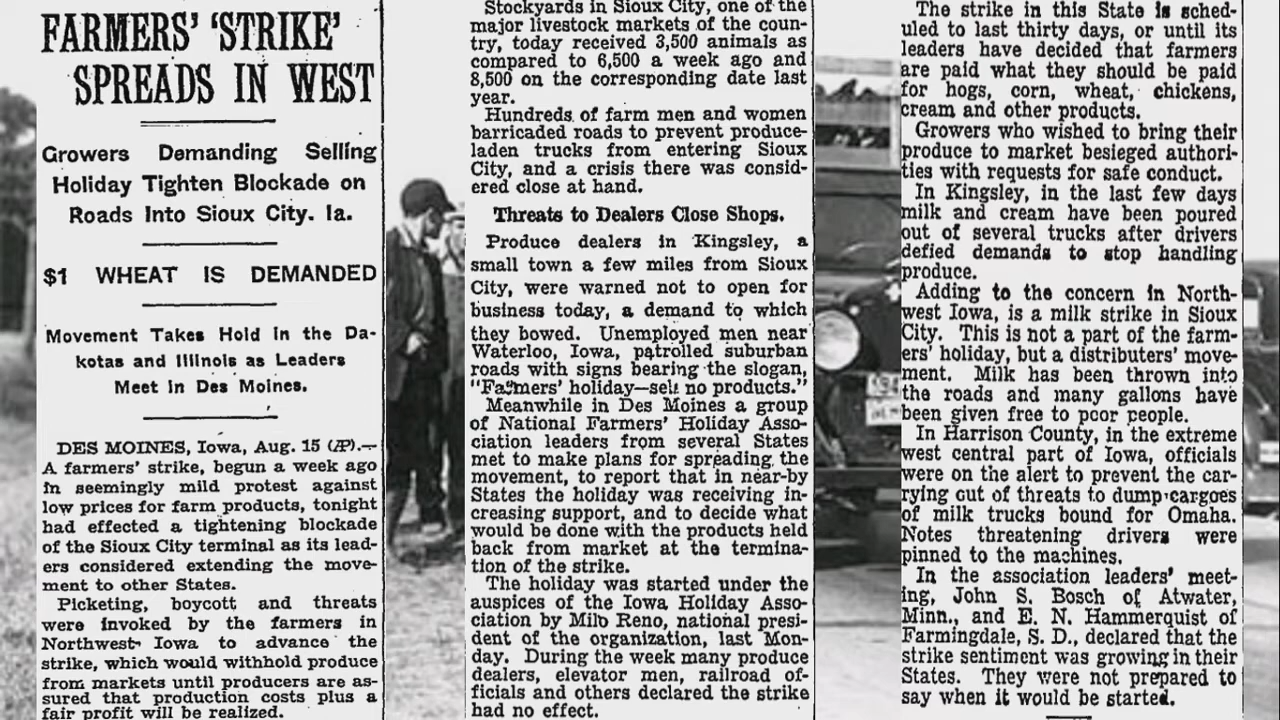 FARMERS' 'STRIKE'
SPREADS IN WEST
Growers Demanding Selling
Holiday Tighten Blockade on
Roads Into Sioux City. Ia.
$1 WHEAT IS DEMANDED
Movement Takes Hold in the Da-
kotas and Illinois as Leaders
Meet in Des Moines.
DES MOINES, Iowa, Aug. 15 (AP).—
A farmers' strike, begun a week ago
in seemingly mild protest against
low prices for farm products, tonight
had effected a tightening blockade
of the Sioux City terminal as its lead-
ers considered extending the move-
ment to other States.
Picketing, boycott and threats
were invoked by the farmers in
Northwest Iowa to advance the
strike, which would withhold produce
from markets until producers are as-
sured that production costs plus a
fair profit will be realized.
Stockyards in Sioux City, one of the
major livestock markets of the coun-
try, today received 3,500 animals as
compared to 6,500 a week ago and
8,500 on the corresponding date last
year.
Hundreds of farm men and women
barricaded roads to prevent produce-
laden trucks from entering Sioux
City, and a crisis there was consid-
ered close at hand.
Threats to Dealers Close Shops.
Produce dealers in Kingsley, a
small town a few miles from Sioux
City, were warned not to open for
business today, a demand to which
they bowed. Unemployed men near
Waterloo, Iowa, patrolled suburban
roads with signs bearing the slogan,
"Farmers' holiday—sell no products."
Meanwhile in Des Moines a group
of National Farmers' Holiday Asso-
ciation leaders from several States
met to make plans for spreading the
movement, to report that in near-by
States the holiday was receiving in-
creasing support, and to decide what
would be done with the products held
back from market at the termina-
tion of the strike.
The holiday was started under the
auspices of the Iowa Holiday Asso-
ciation by Milo Reno, national presi-
dent of the organization, last Mon-
day. During the week many produce
dealers, elevator men, railroad of-
ficials and others declared the strike
had no effect.
The strike in this State is sched-
uled to last thirty days, or until its
leaders have decided that farmers
are paid what they should be paid
for hogs, corn, wheat, chickens,
cream and other products.
Growers who wished to bring their
produce to market besieged authori-
ties with requests for safe conduct.
In Kingsley, in the last few days
milk and cream have been poured
out of several trucks after drivers
defied demands to stop handling
produce.
Adding to the concern in North-
west Iowa, is a milk strike in Sioux
City. This is not a part of the farm-
ers' holiday, but a distributers' move-
ment. Milk has been thrown into
the roads and many gallons have
been given free to poor people.
In Harrison County, in the extreme
west central part of Iowa, officials
were on the alert to prevent the car-
rying out of threats to dump cargoes
of milk trucks bound for Omaha.
Notes threatening drivers were
pinned to the machines.
In the association leaders' meet-
ing, John S. Bosch of Atwater,
Minn., and E. N. Hammerquist of
Farmingdale, S. D., declared that the
strike sentiment was growing in their
States. They were not prepared to
say when it would be started.